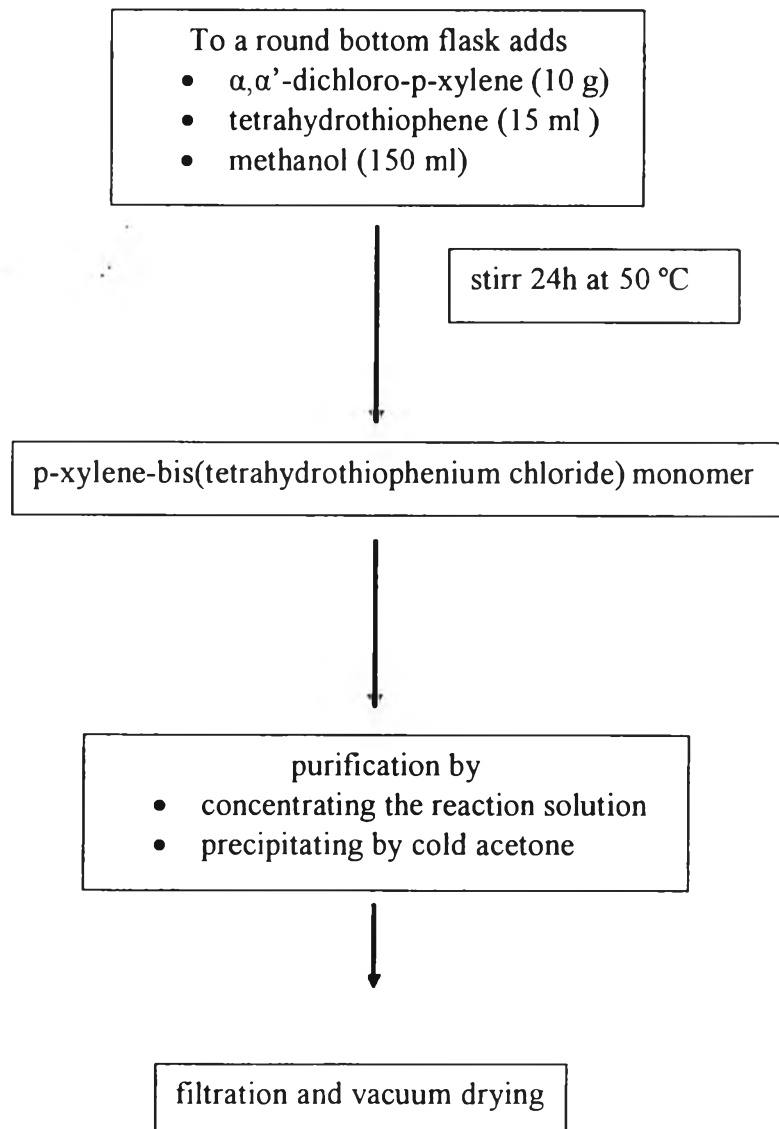 To a round bottom flask adds
• α,α’-dichloro-p-xylene (10 g)
• tetrahydrothiophene (15 ml )
• methanol (150 ml)
stirr 24h at 50 °C
p-xylene-bis(tetrahydrothiophenium chloride) monomer
purification by
• concentrating the reaction solution
• precipitating by cold acetone
filtration and vacuum drying